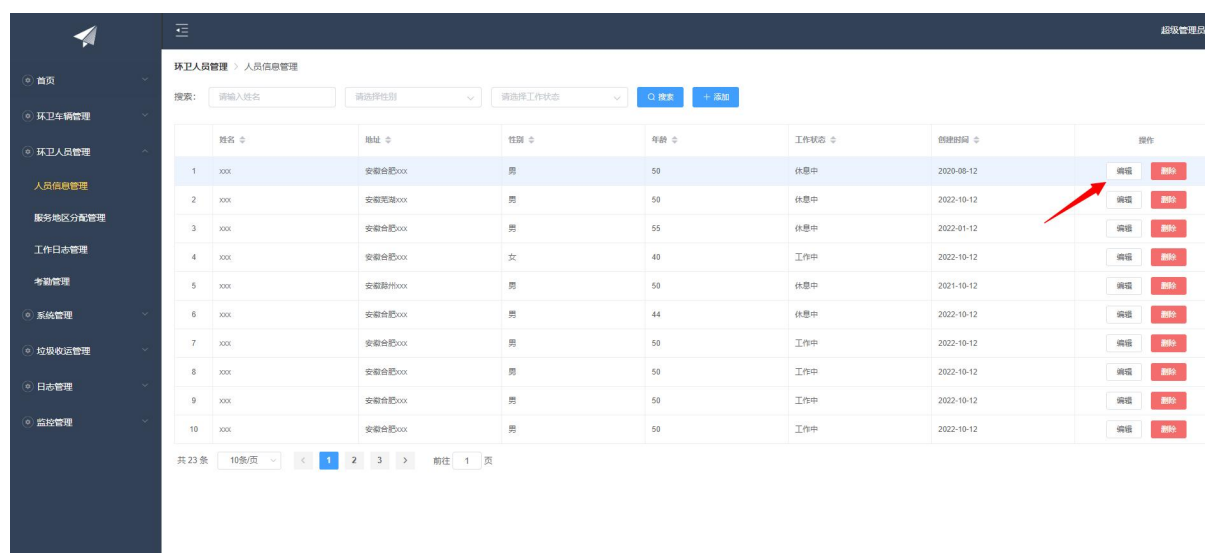 超级管理员
首页
环卫车辆管理
环卫人员管理
人员信息管理
服务地区分配管理
工作日志管理
考勤管理
系统管理
垃圾收运管理
日志管理
监控管理
环卫人员管理 > 人员信息管理
搜索: 请输入姓名 请选择性别 请选择工作状态 搜索 + 添加
姓名 地址 性别 年龄 工作状态 创建时间 操作
1 xxx 安徽合肥xxx 男 50 休息中 2020-08-12 编辑 删除
2 xxx 安徽芜湖xxx 男 50 休息中 2022-10-12 编辑 删除
3 xxx 安徽合肥xxx 男 55 休息中 2022-01-12 编辑 删除
4 xxx 安徽合肥xxx 女 40 工作中 2022-10-12 编辑 删除
5 xxx 安徽滁州xxx 男 50 休息中 2021-10-12 编辑 删除
6 xxx 安徽合肥xxx 男 44 休息中 2022-10-12 编辑 删除
7 xxx 安徽合肥xxx 男 50 工作中 2022-10-12 编辑 删除
8 xxx 安徽合肥xxx 男 50 工作中 2022-10-12 编辑 删除
9 xxx 安徽合肥xxx 男 50 工作中 2022-10-12 编辑 删除
10 xxx 安徽合肥xxx 男 50 工作中 2022-10-12 编辑 删除
共 23 条 10条/页 < 1 2 3 > 前往 1 页